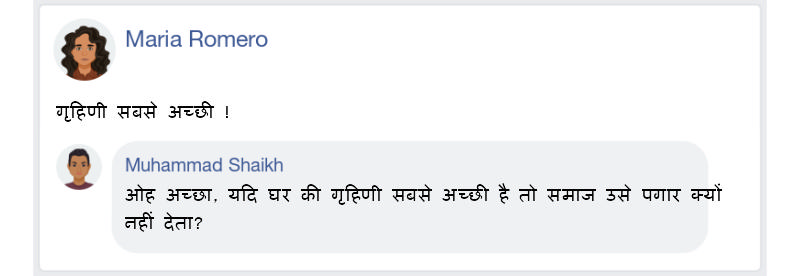 Maria Romero
गृहिणी सबसे अच्छी !
Muhammad Shaikh
ओह अच्छा, यदि घर की गृहिणी सबसे अच्छी है तो समाज उसे पगार क्यों
नहीं देता?